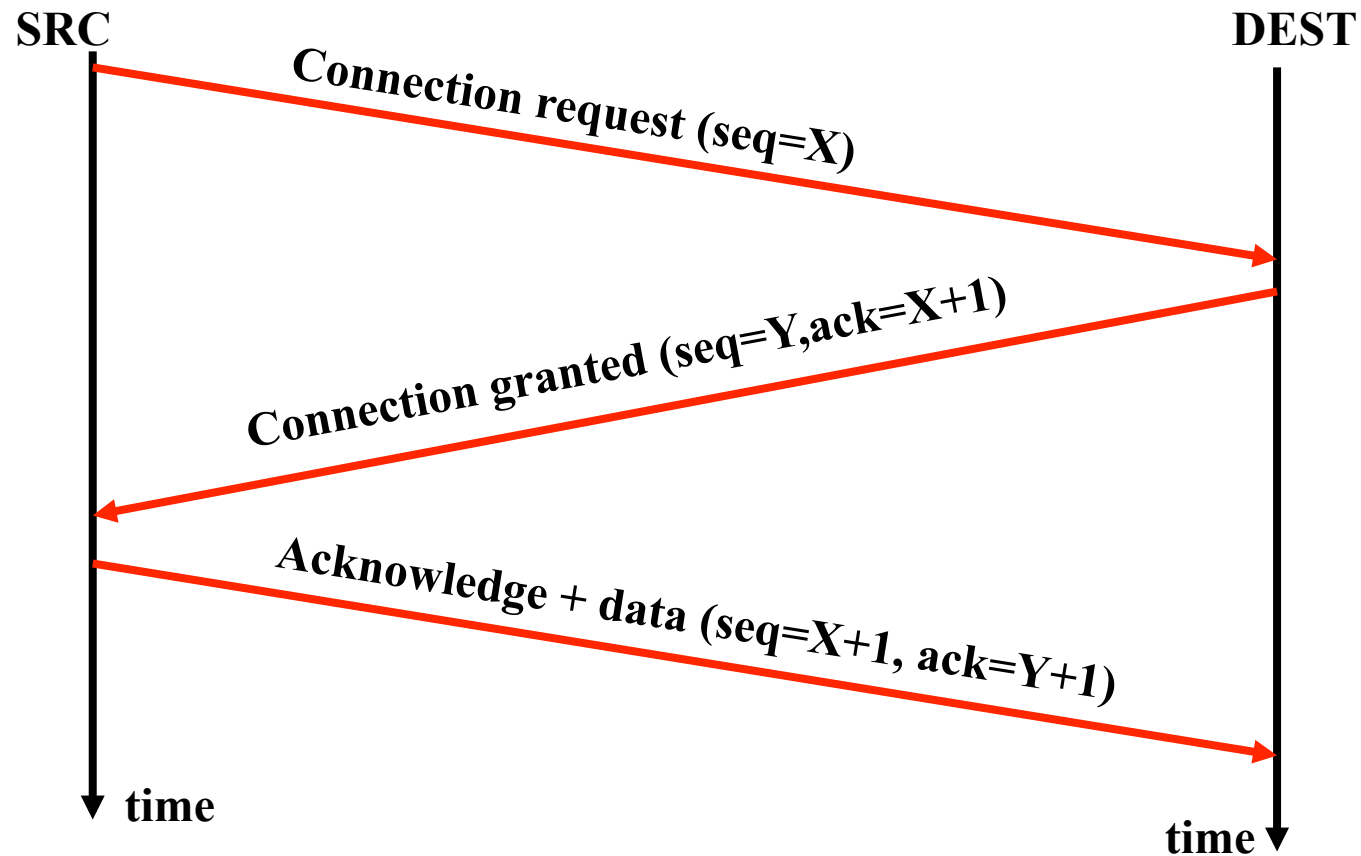 SRC
DEST
Connection request (seq=X)
Connection granted (seq=Y,ack=X+1)
Acknowledge + data (seq=X+1, ack=Y+1)
time
time